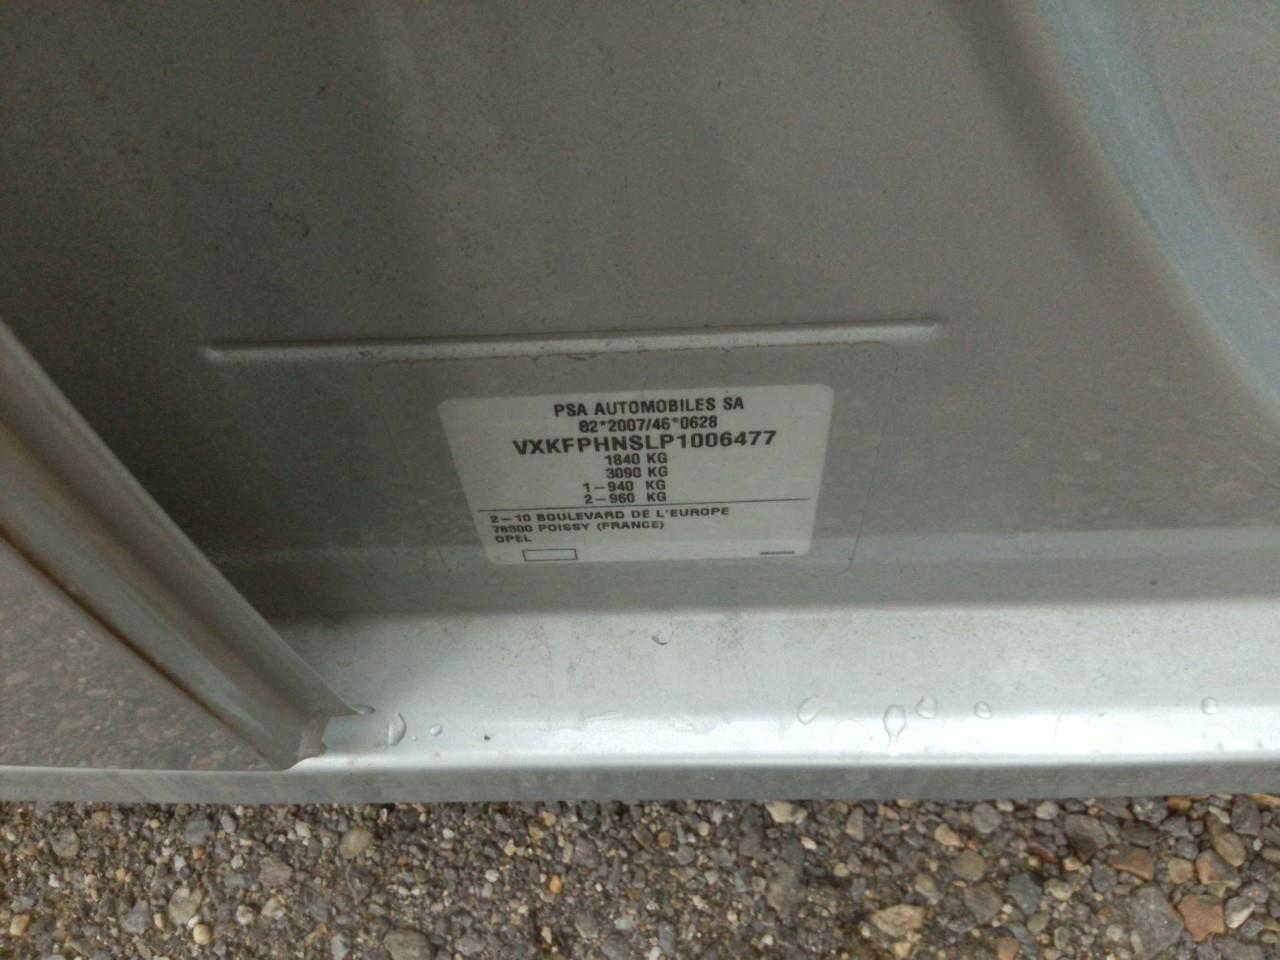 PSA AUTOMOBILES SA
e2*2007/46*0628
VXKFPHNSLP1006477
1840 KG
3090 KG
1-940 KG
2-960 KG
2-10 BOULEVARD DE L'EUROPE
78300 POISSY (FRANCE)
OPEL